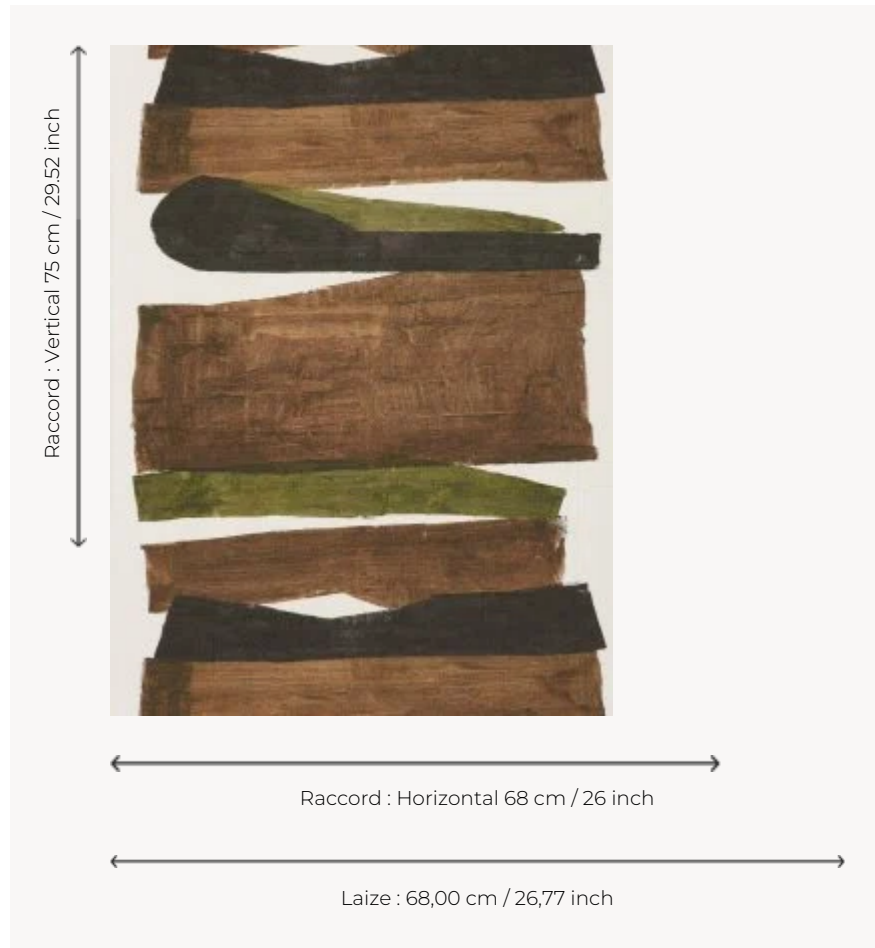 Raccord : Vertical 75 cm / 29.52 inch
Raccord : Horizontal 68 cm / 26 inch
Laize : 68,00 cm / 26,77 inch